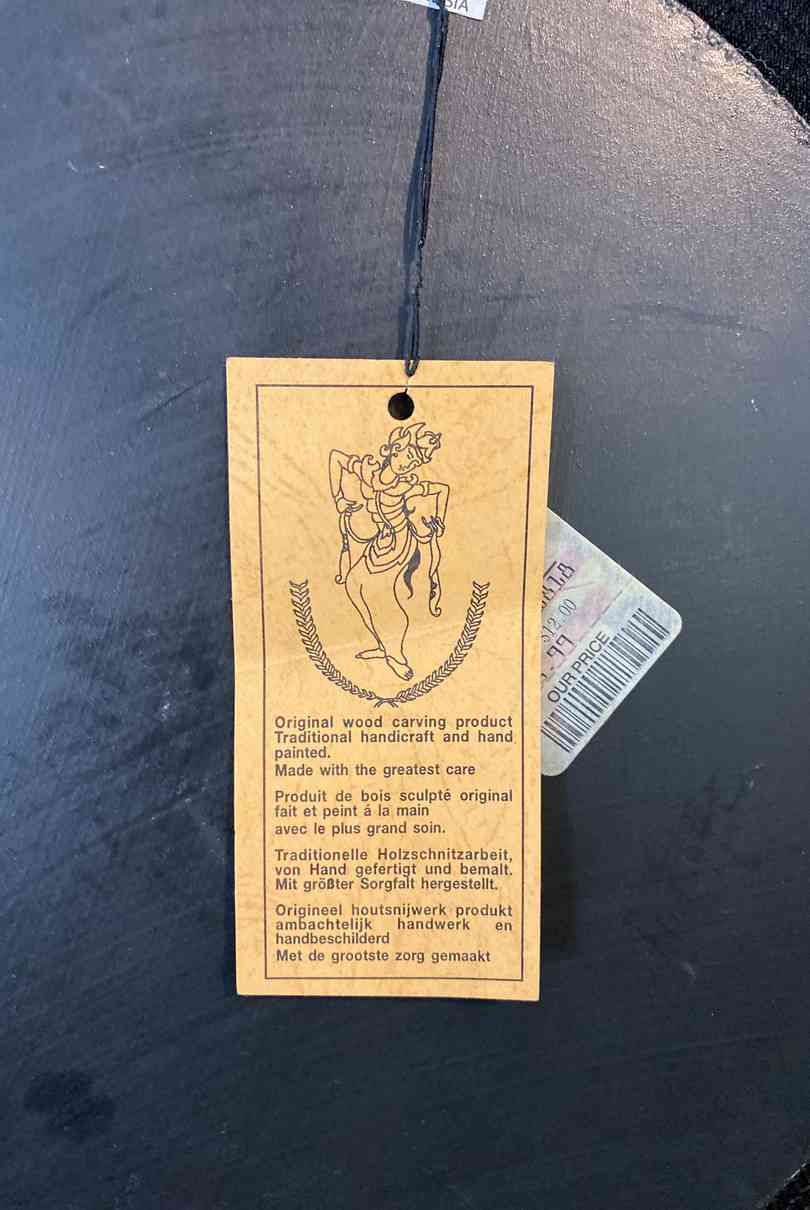 Original wood carving product
Traditional handicraft and hand
painted.
Made with the greatest care
Produit de bois sculpté original
fait et peint á la main
avec le plus grand soin.
Traditionelle Holzschnitzarbeit,
von Hand gefertigt und bemalt.
Mit größter Sorgfalt hergestellt.
Origineel houtsnijwerk produkt
ambachtelijk handwerk en
handbeschilderd
Met de grootste zorg gemaakt
$12.00
OUR PRICE